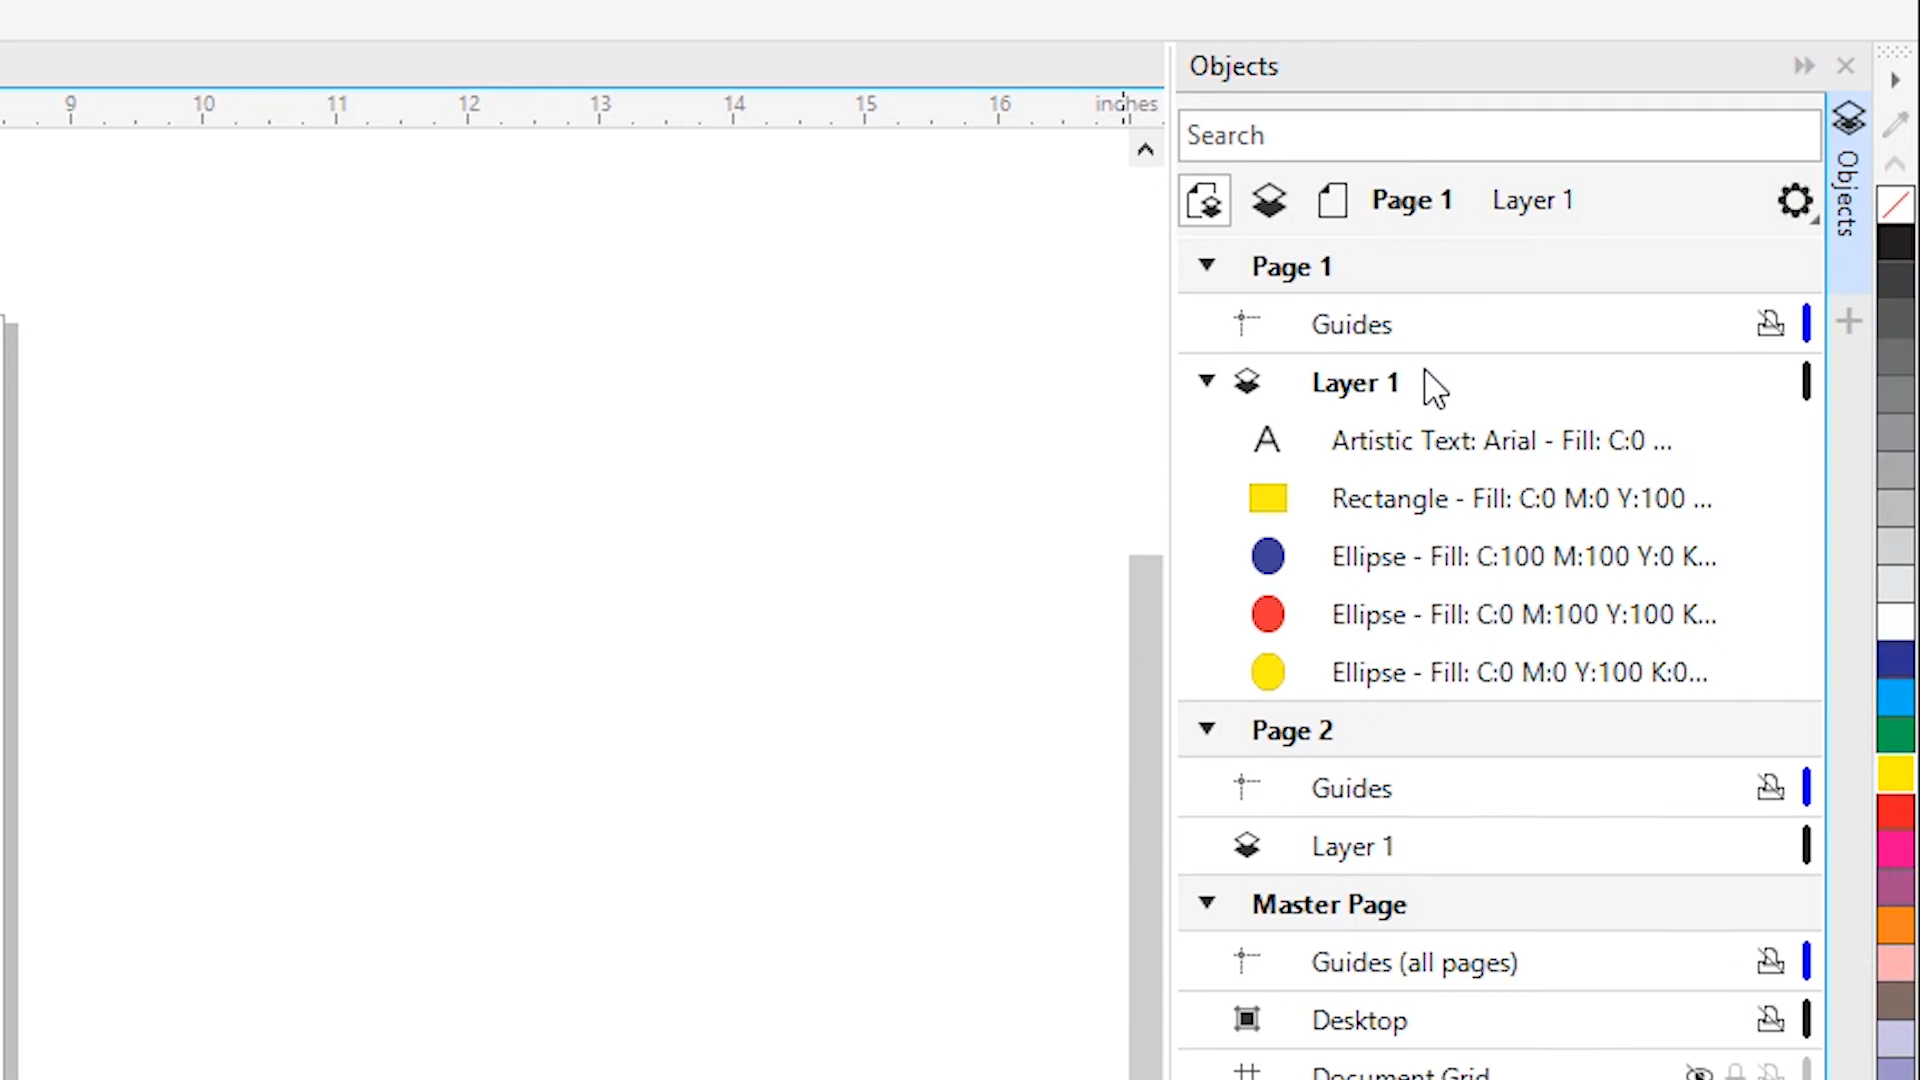 Objects
9 10 11 12 13 14 15 16 inches
Search
Objects
Page 1 Layer 1
Page 1
Guides
Layer 1
Artistic Text: Arial - Fill: C:0 ...
Rectangle - Fill: C:0 M:0 Y:100 ...
Ellipse - Fill: C:100 M:100 Y:0 K...
Ellipse - Fill: C:0 M:100 Y:100 K...
Ellipse - Fill: C:0 M:0 Y:100 K:0...
Page 2
Guides
Layer 1
Master Page
Guides (all pages)
Desktop
Document Grid